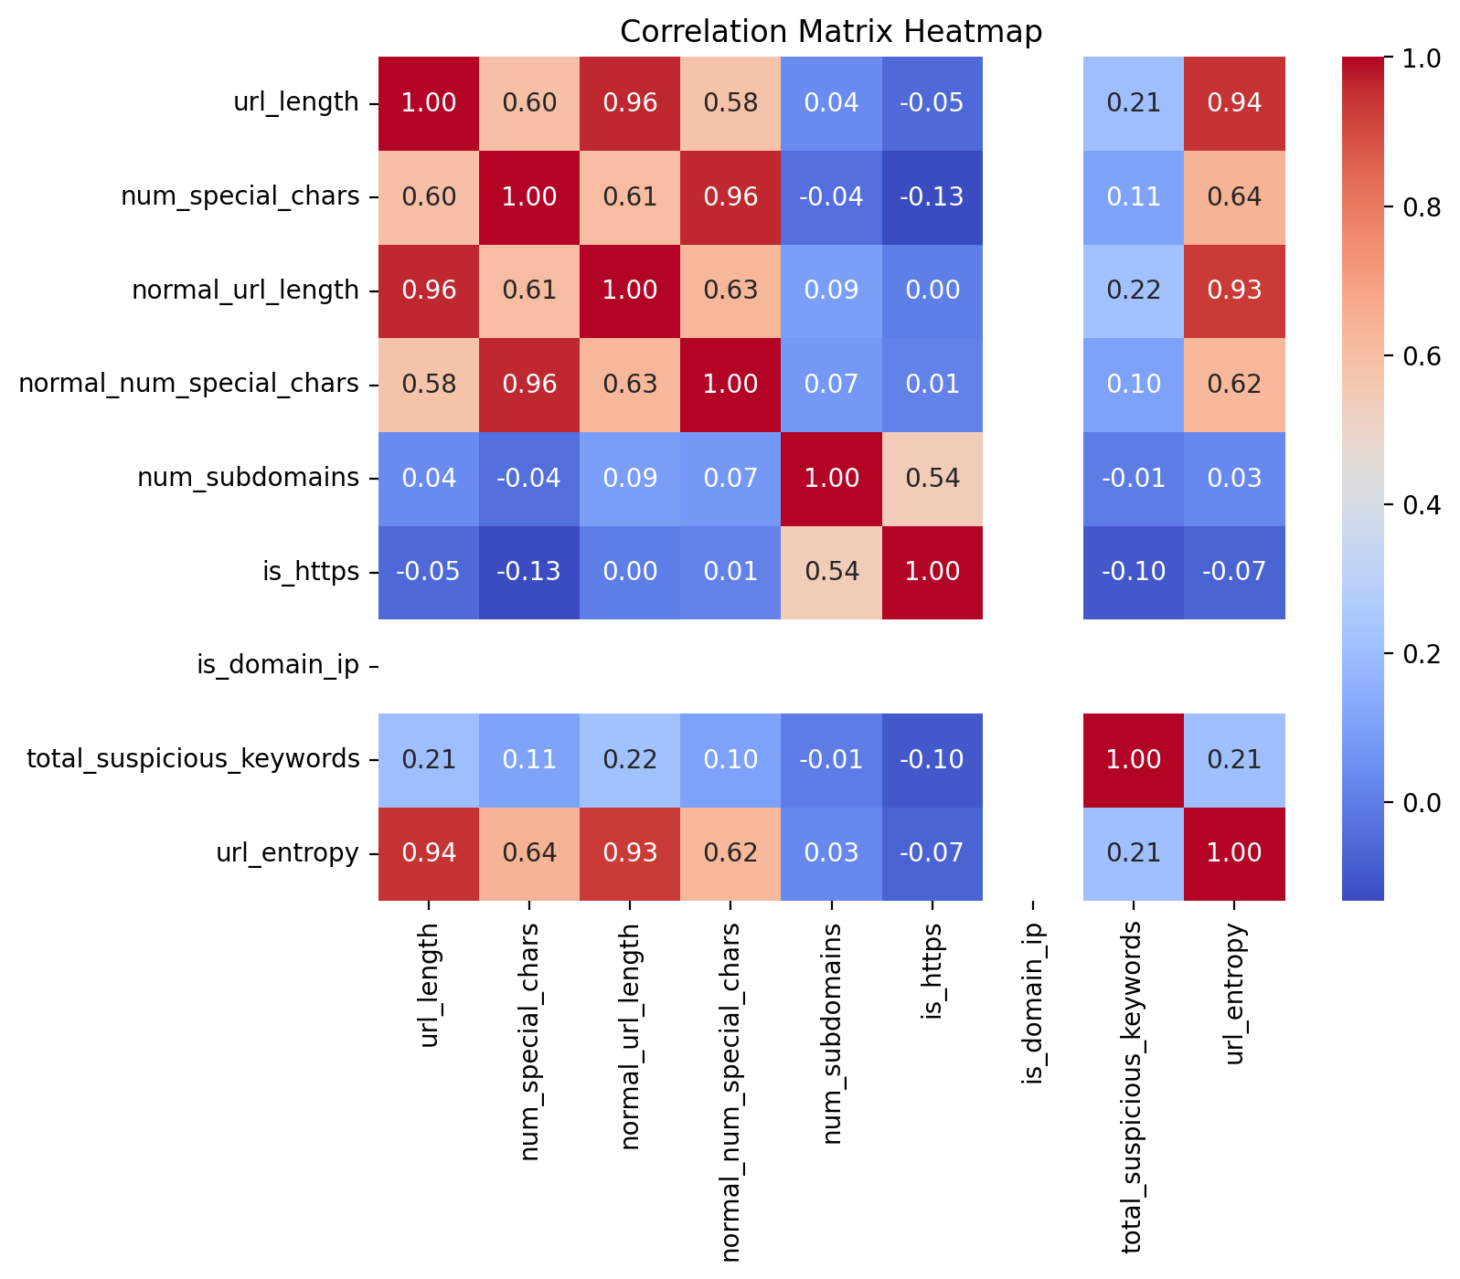 Correlation Matrix Heatmap
url_length 1.00 0.60 0.96 0.58 0.04 -0.05 0.21 0.94
num_special_chars 0.60 1.00 0.61 0.96 -0.04 -0.13 0.11 0.64
normal_url_length 0.96 0.61 1.00 0.63 0.09 0.00 0.22 0.93
normal_num_special_chars 0.58 0.96 0.63 1.00 0.07 0.01 0.10 0.62
num_subdomains 0.04 -0.04 0.09 0.07 1.00 0.54 -0.01 0.03
is_https -0.05 -0.13 0.00 0.01 0.54 1.00 -0.10 -0.07
is_domain_ip
total_suspicious_keywords 0.21 0.11 0.22 0.10 -0.01 -0.10 1.00 0.21
url_entropy 0.94 0.64 0.93 0.62 0.03 -0.07 0.21 1.00
url_length
num_special_chars
normal_url_length
normal_num_special_chars
num_subdomains
is_https
is_domain_ip
total_suspicious_keywords
url_entropy
1.0
0.8
0.6
0.4
0.2
0.0